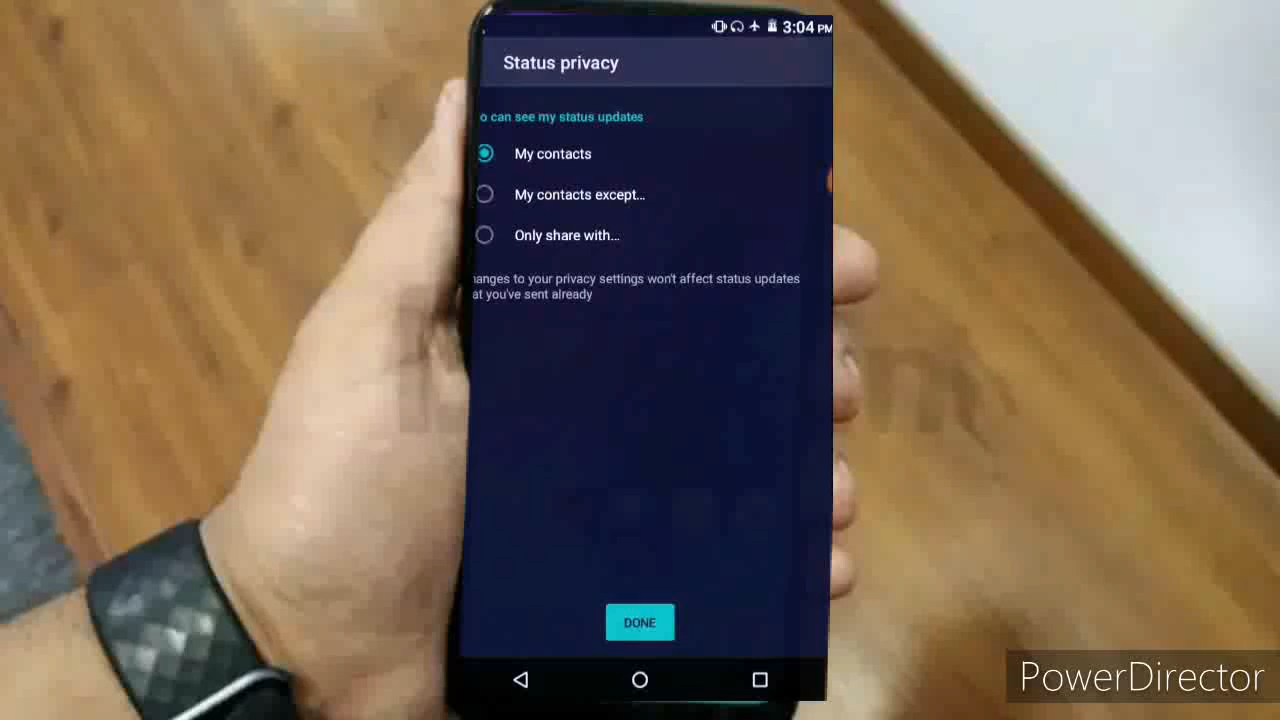 3:04 PM
Status privacy
o can see my status updates
My contacts
My contacts except...
Only share with...
anges to your privacy settings won't affect status updates
at you've sent already
DONE
PowerDirector